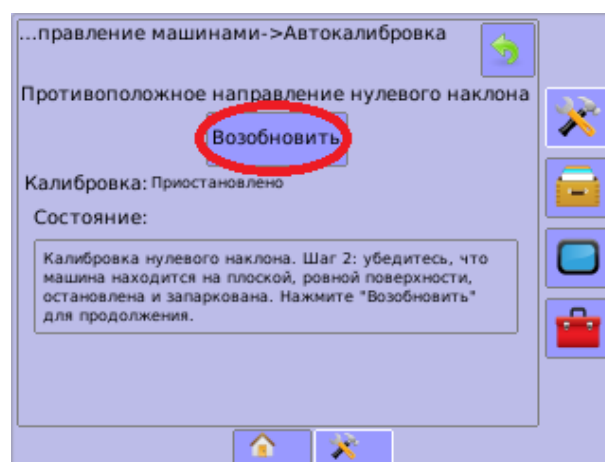 ...правление машинами->Автокалибровка
Противоположное направление нулевого наклона
Возобновить
Калибровка: Приостановлено
Состояние:
Калибровка нулевого наклона. Шаг 2: убедитесь, что
машина находится на плоской, ровной поверхности,
остановлена и запаркована. Нажмите "Возобновить"
для продолжения.